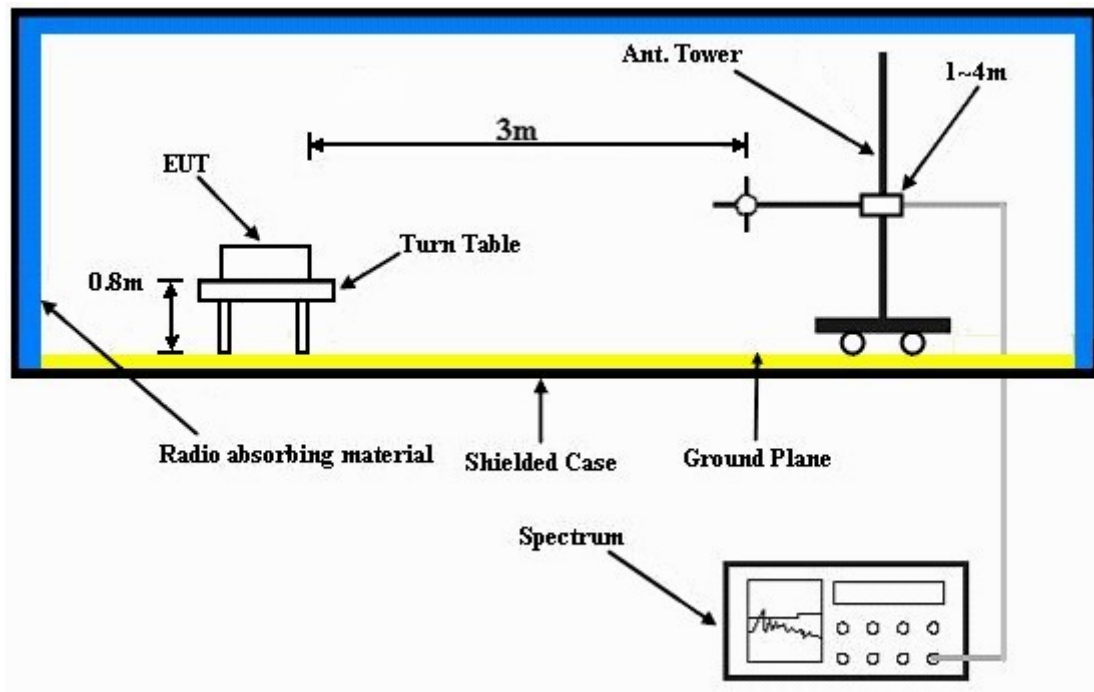 Ant. Tower
1~4m
3m
EUT
Turn Table
0.8m
Radio absorbing material
Shielded Case
Ground Plane
Spectrum